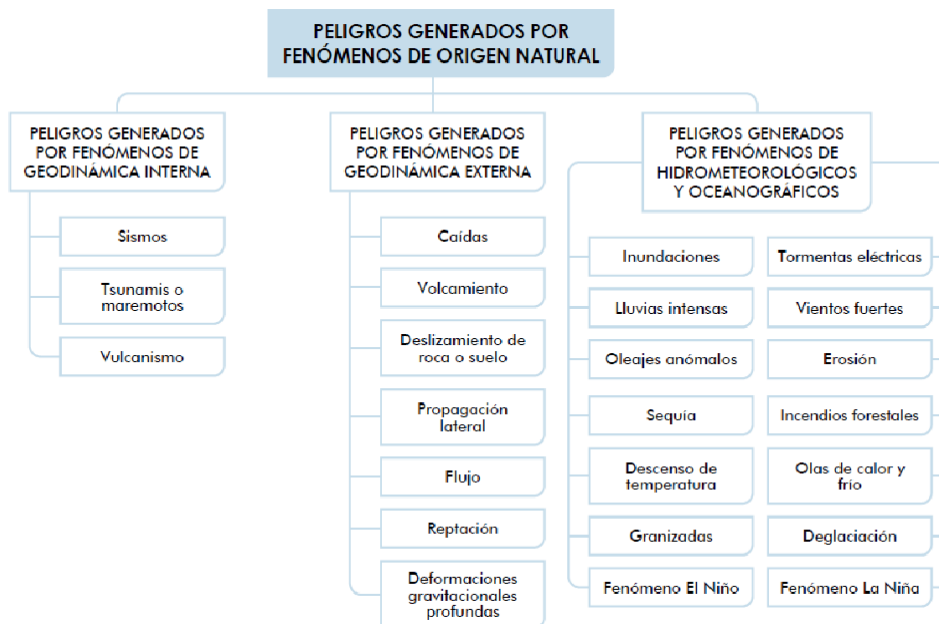 PELIGROS GENERADOS POR
FENÓMENOS DE ORIGEN NATURAL
PELIGROS GENERADOS
POR FENÓMENOS DE
GEODINÁMICA INTERNA
Sismos
Tsunamis o
maremotos
Vulcanismo
PELIGROS GENERADOS
POR FENÓMENOS DE
GEODINÁMICA EXTERNA
Caídas
Volcamiento
Deslizamiento de
roca o suelo
Propagación
lateral
Flujo
Reptación
Deformaciones
gravitacionales
profundas
PELIGROS GENERADOS
POR FENÓMENOS DE
HIDROMETEOROLÓGICOS
Y OCEANOGRÁFICOS
Inundaciones
Lluvias intensas
Oleajes anómalos
Sequía
Descenso de
temperatura
Granizadas
Fenómeno El Niño
Tormentas eléctricas
Vientos fuertes
Erosión
Incendios forestales
Olas de calor y
frío
Deglaciación
Fenómeno La Niña